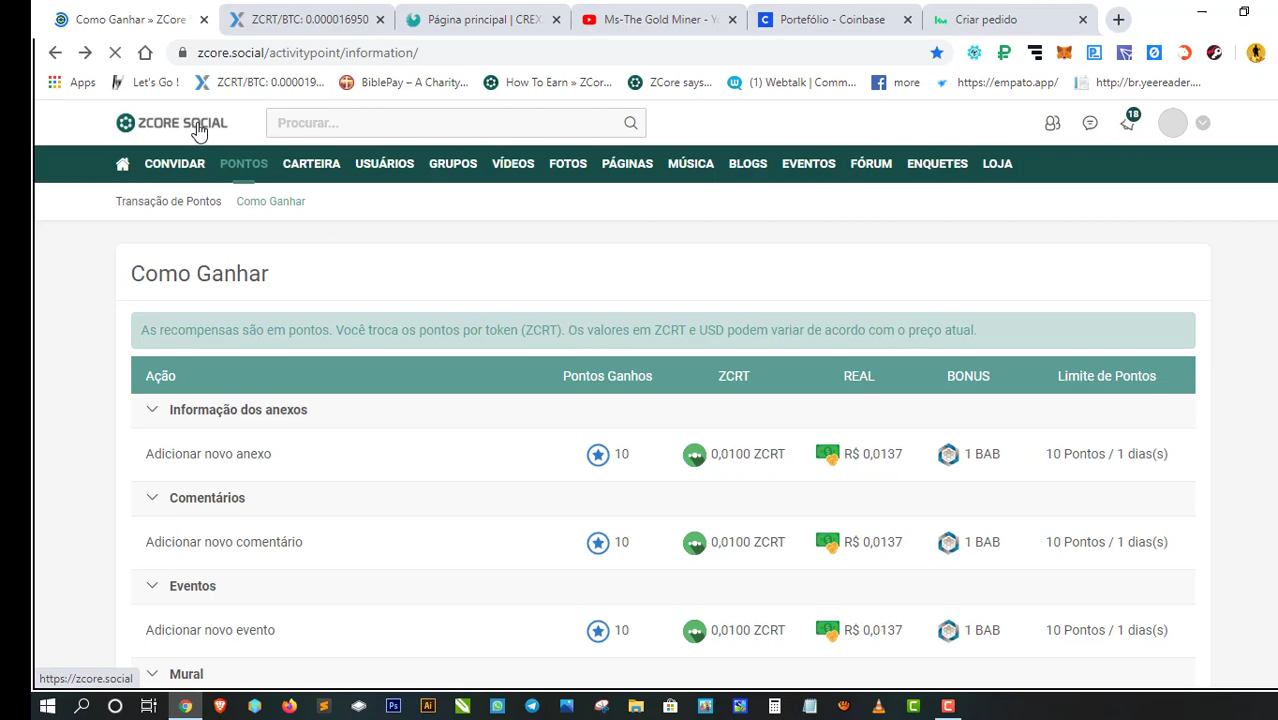 Como Ganhar » ZCore
ZCRT/BTC: 0.000016950
Página principal | CREX
Ms-The Gold Miner - Yo
Portefólio - Coinbase
Criar pedido
zcore.social/activitypoint/information/
Apps
Let's Go !
ZCRT/BTC: 0.000019...
BiblePay – A Charity...
How To Earn » ZCor...
ZCore says...
(1) Webtalk | Comm...
more
https://empato.app/
http://br.yeereader....
ZCORE SOCIAL
Procurar...
18
CONVIDAR PONTOS CARTEIRA USUÁRIOS GRUPOS VÍDEOS FOTOS PÁGINAS MÚSICA BLOGS EVENTOS FÓRUM ENQUETES LOJA
Transação de Pontos Como Ganhar
Como Ganhar
As recompensas são em pontos. Você troca os pontos por token (ZCRT). Os valores em ZCRT e USD podem variar de acordo com o preço atual.
Ação Pontos Ganhos ZCRT REAL BONUS Limite de Pontos
Informação dos anexos
Adicionar novo anexo 10 0,0100 ZCRT R$ 0,0137 1 BAB 10 Pontos / 1 dias(s)
Comentários
Adicionar novo comentário 10 0,0100 ZCRT R$ 0,0137 1 BAB 10 Pontos / 1 dias(s)
Eventos
Adicionar novo evento 10 0,0100 ZCRT R$ 0,0137 1 BAB 10 Pontos / 1 dias(s)
Mural
https://zcore.social